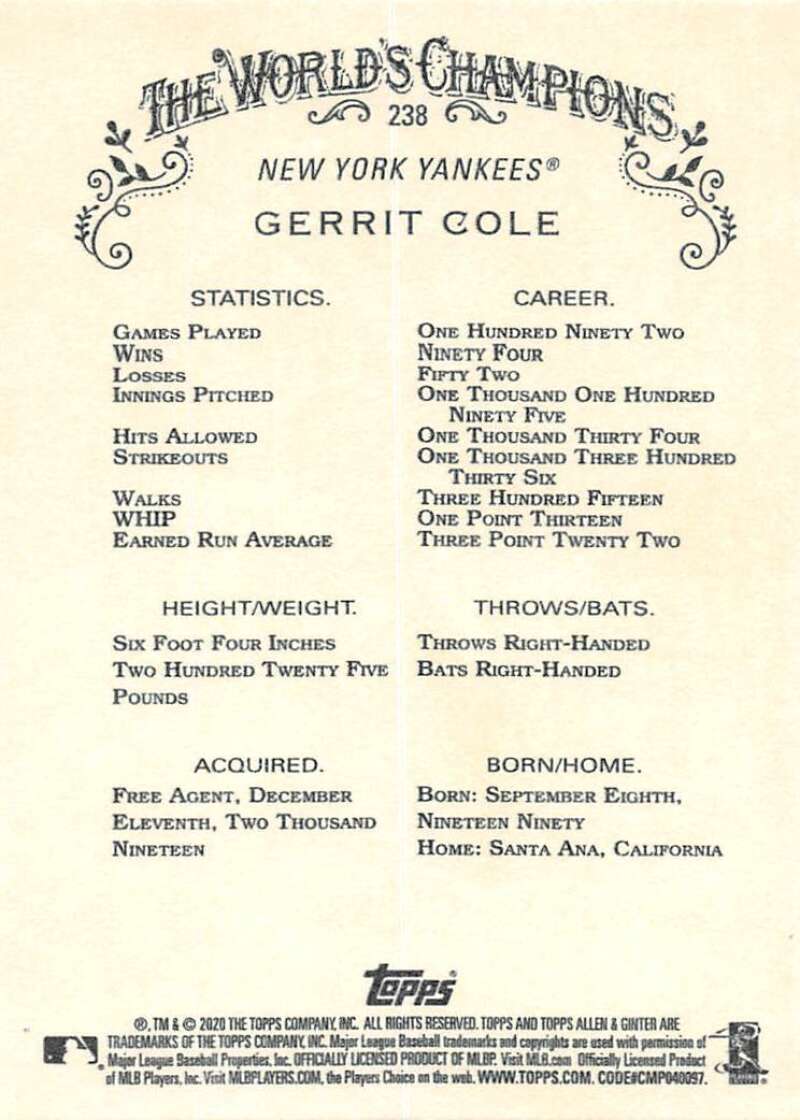 THE WORLD'S CHAMPIONS
238
NEW YORK YANKEES®
GERRIT COLE
STATISTICS.
GAMES PLAYED
WINS
LOSSES
INNINGS PITCHED
HITS ALLOWED
STRIKEOUTS
WALKS
WHIP
EARNED RUN AVERAGE
CAREER.
ONE HUNDRED NINETY TWO
NINETY FOUR
FIFTY TWO
ONE THOUSAND ONE HUNDRED
NINETY FIVE
ONE THOUSAND THIRTY FOUR
ONE THOUSAND THREE HUNDRED
THIRTY SIX
THREE HUNDRED FIFTEEN
ONE POINT THIRTEEN
THREE POINT TWENTY TWO
HEIGHT/WEIGHT.
SIX FOOT FOUR INCHES
TWO HUNDRED TWENTY FIVE
POUNDS
THROWS/BATS.
THROWS RIGHT-HANDED
BATS RIGHT-HANDED
ACQUIRED.
FREE AGENT, DECEMBER
ELEVENTH, TWO THOUSAND
NINETEEN
BORN/HOME.
BORN: SEPTEMBER EIGHTH,
NINETEEN NINETY
HOME: SANTA ANA, CALIFORNIA
Topps®
®, TM & © 2020 THE TOPPS COMPANY, INC. ALL RIGHTS RESERVED. TOPPS AND TOPPS ALLEN & GINTER ARE
TRADEMARKS OF THE TOPPS COMPANY, INC. Major League Baseball trademarks and copyrights are used with permission of
Major League Baseball Properties, Inc. OFFICIALLY LICENSED PRODUCT OF MLBP. Visit MLB.com Officially Licensed Product
of MLB Players, Inc. Visit MLBPLAYERS.COM, the Players Choice on the web. WWW.TOPPS.COM. CODE#CMP040097.